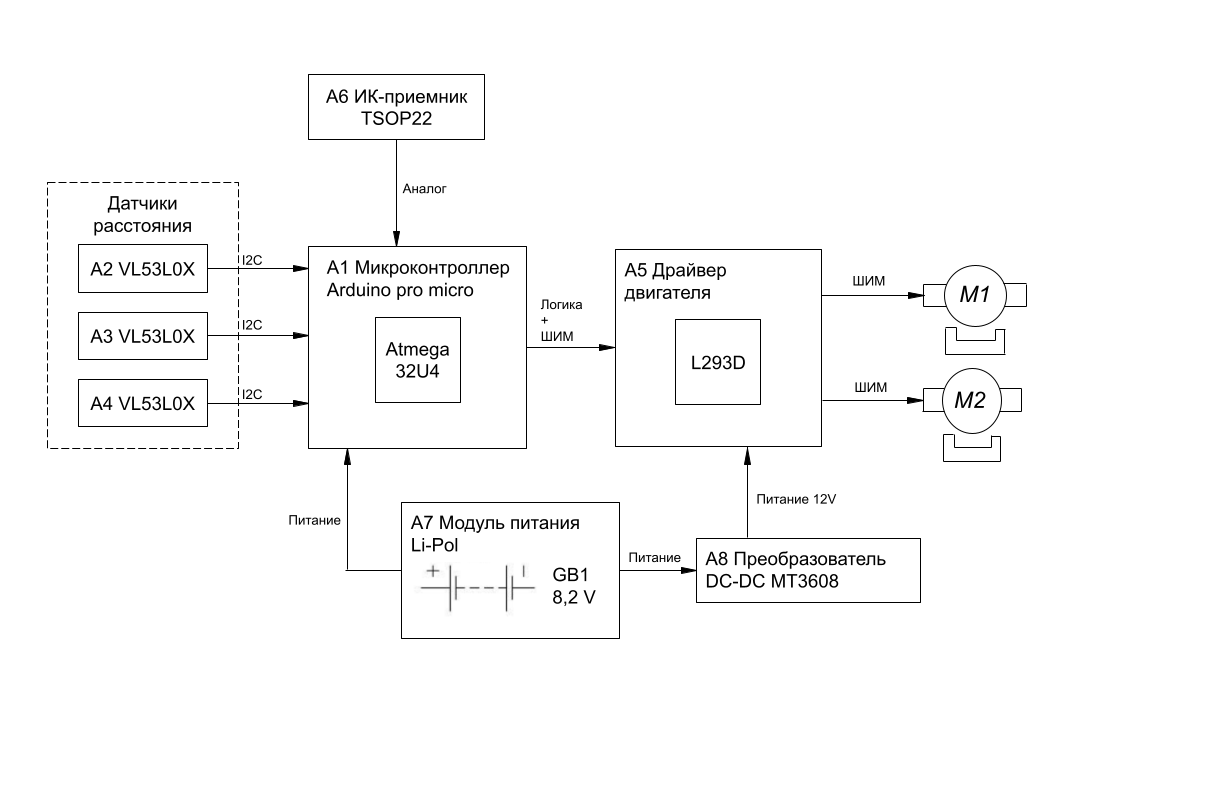 А6 ИК-приемник
TSOP22
Аналог
Датчики
расстояния
А2 VL53L0X
I2C
А3 VL53L0X
I2C
А4 VL53L0X
I2C
А1 Микроконтроллер
Arduino pro micro
Atmega
32U4
Логика
+
ШИМ
А5 Драйвер
двигателя
L293D
ШИМ
M1
ШИМ
M2
Питание
А7 Модуль питания
Li-Pol
+
GB1
8,2 V
Питание
Питание 12V
А8 Преобразователь
DC-DC MT3608